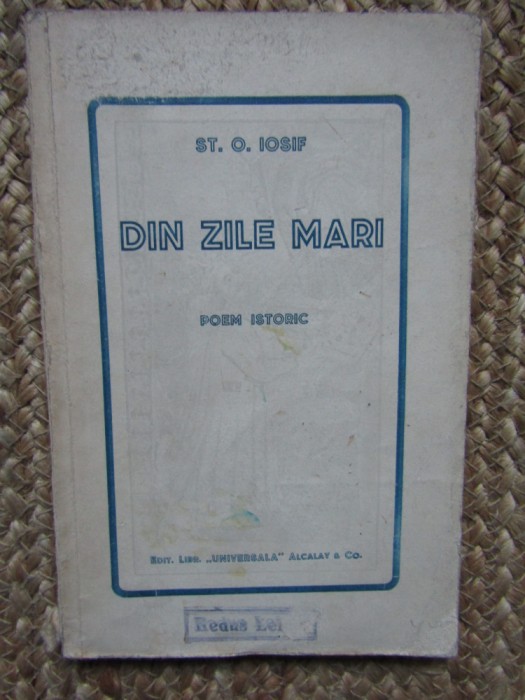 ST. O. IOSIF
DIN ZILE MARI
POEM ISTORIC
EDIT. LIBR. „UNIVERSALA" ALCALAY & CO.
Redus Lei